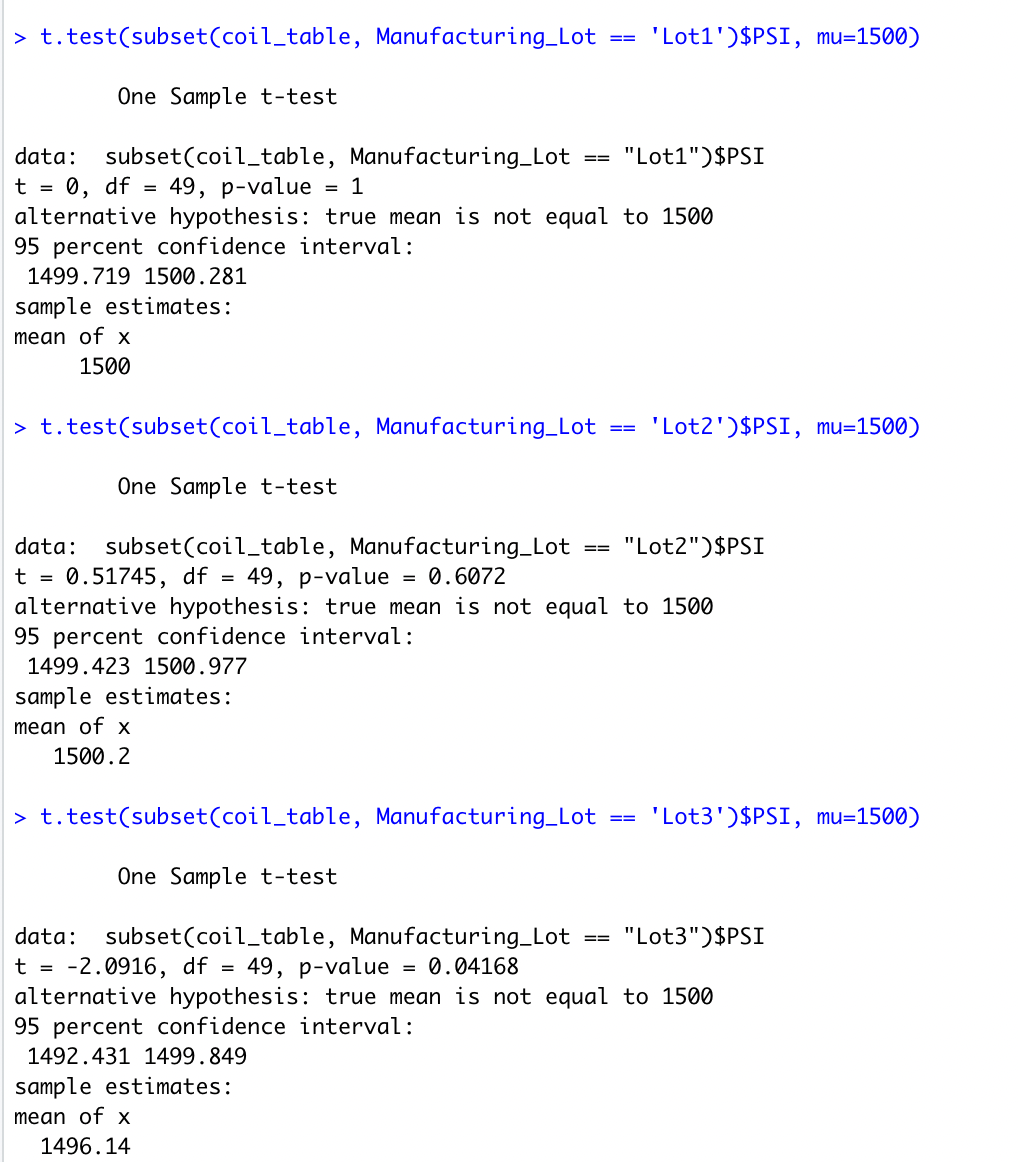 > t.test(subset(coil_table, Manufacturing_Lot == 'Lot1')$PSI, mu=1500)
One Sample t-test
data:  subset(coil_table, Manufacturing_Lot == "Lot1")$PSI
t = 0, df = 49, p-value = 1
alternative hypothesis: true mean is not equal to 1500
95 percent confidence interval:
1499.719 1500.281
sample estimates:
mean of x
1500
> t.test(subset(coil_table, Manufacturing_Lot == 'Lot2')$PSI, mu=1500)
One Sample t-test
data:  subset(coil_table, Manufacturing_Lot == "Lot2")$PSI
t = 0.51745, df = 49, p-value = 0.6072
alternative hypothesis: true mean is not equal to 1500
95 percent confidence interval:
1499.423 1500.977
sample estimates:
mean of x
1500.2
> t.test(subset(coil_table, Manufacturing_Lot == 'Lot3')$PSI, mu=1500)
One Sample t-test
data:  subset(coil_table, Manufacturing_Lot == "Lot3")$PSI
t = -2.0916, df = 49, p-value = 0.04168
alternative hypothesis: true mean is not equal to 1500
95 percent confidence interval:
1492.431 1499.849
sample estimates:
mean of x
1496.14